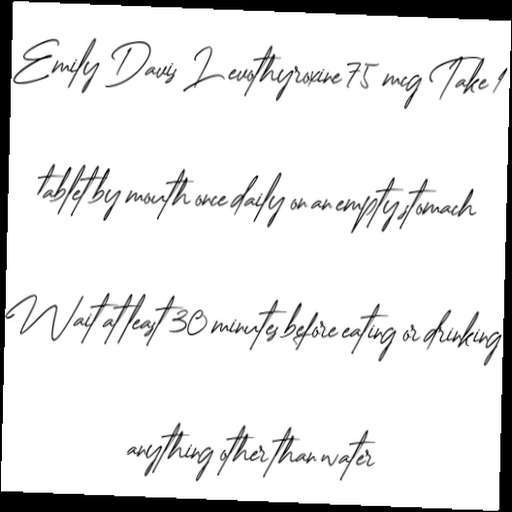 Emily Davis Levothyroxine 75 mcg Take 1
tablet by mouth once daily on an empty stomach
Wait at least 30 minutes before eating or drinking
anything other than water